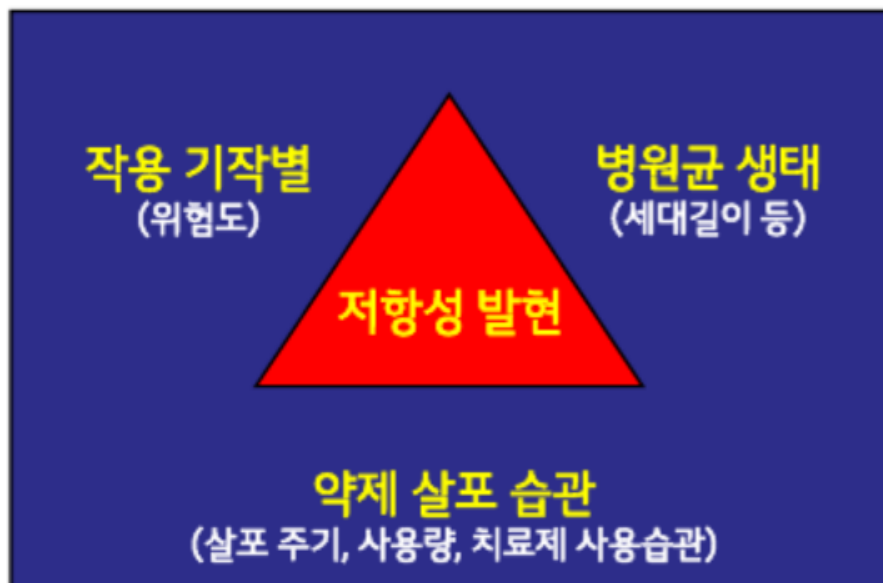 작용 기작별
(위험도)
병원균 생태
(세대길이 등)
저항성 발현
약제 살포 습관
(살포 주기, 사용량, 치료제 사용습관)